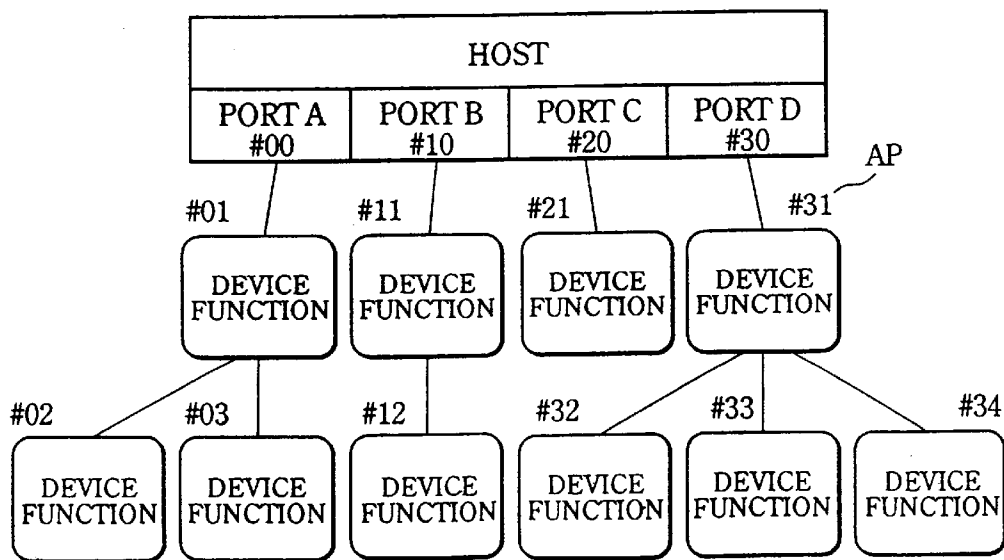 HOST
PORT A
#00
PORT B
#10
PORT C
#20
PORT D
#30
AP
#01
#11
#21
#31
DEVICE
FUNCTION
DEVICE
FUNCTION
DEVICE
FUNCTION
DEVICE
FUNCTION
#02
#03
#12
#32
#33
#34
DEVICE
FUNCTION
DEVICE
FUNCTION
DEVICE
FUNCTION
DEVICE
FUNCTION
DEVICE
FUNCTION
DEVICE
FUNCTION